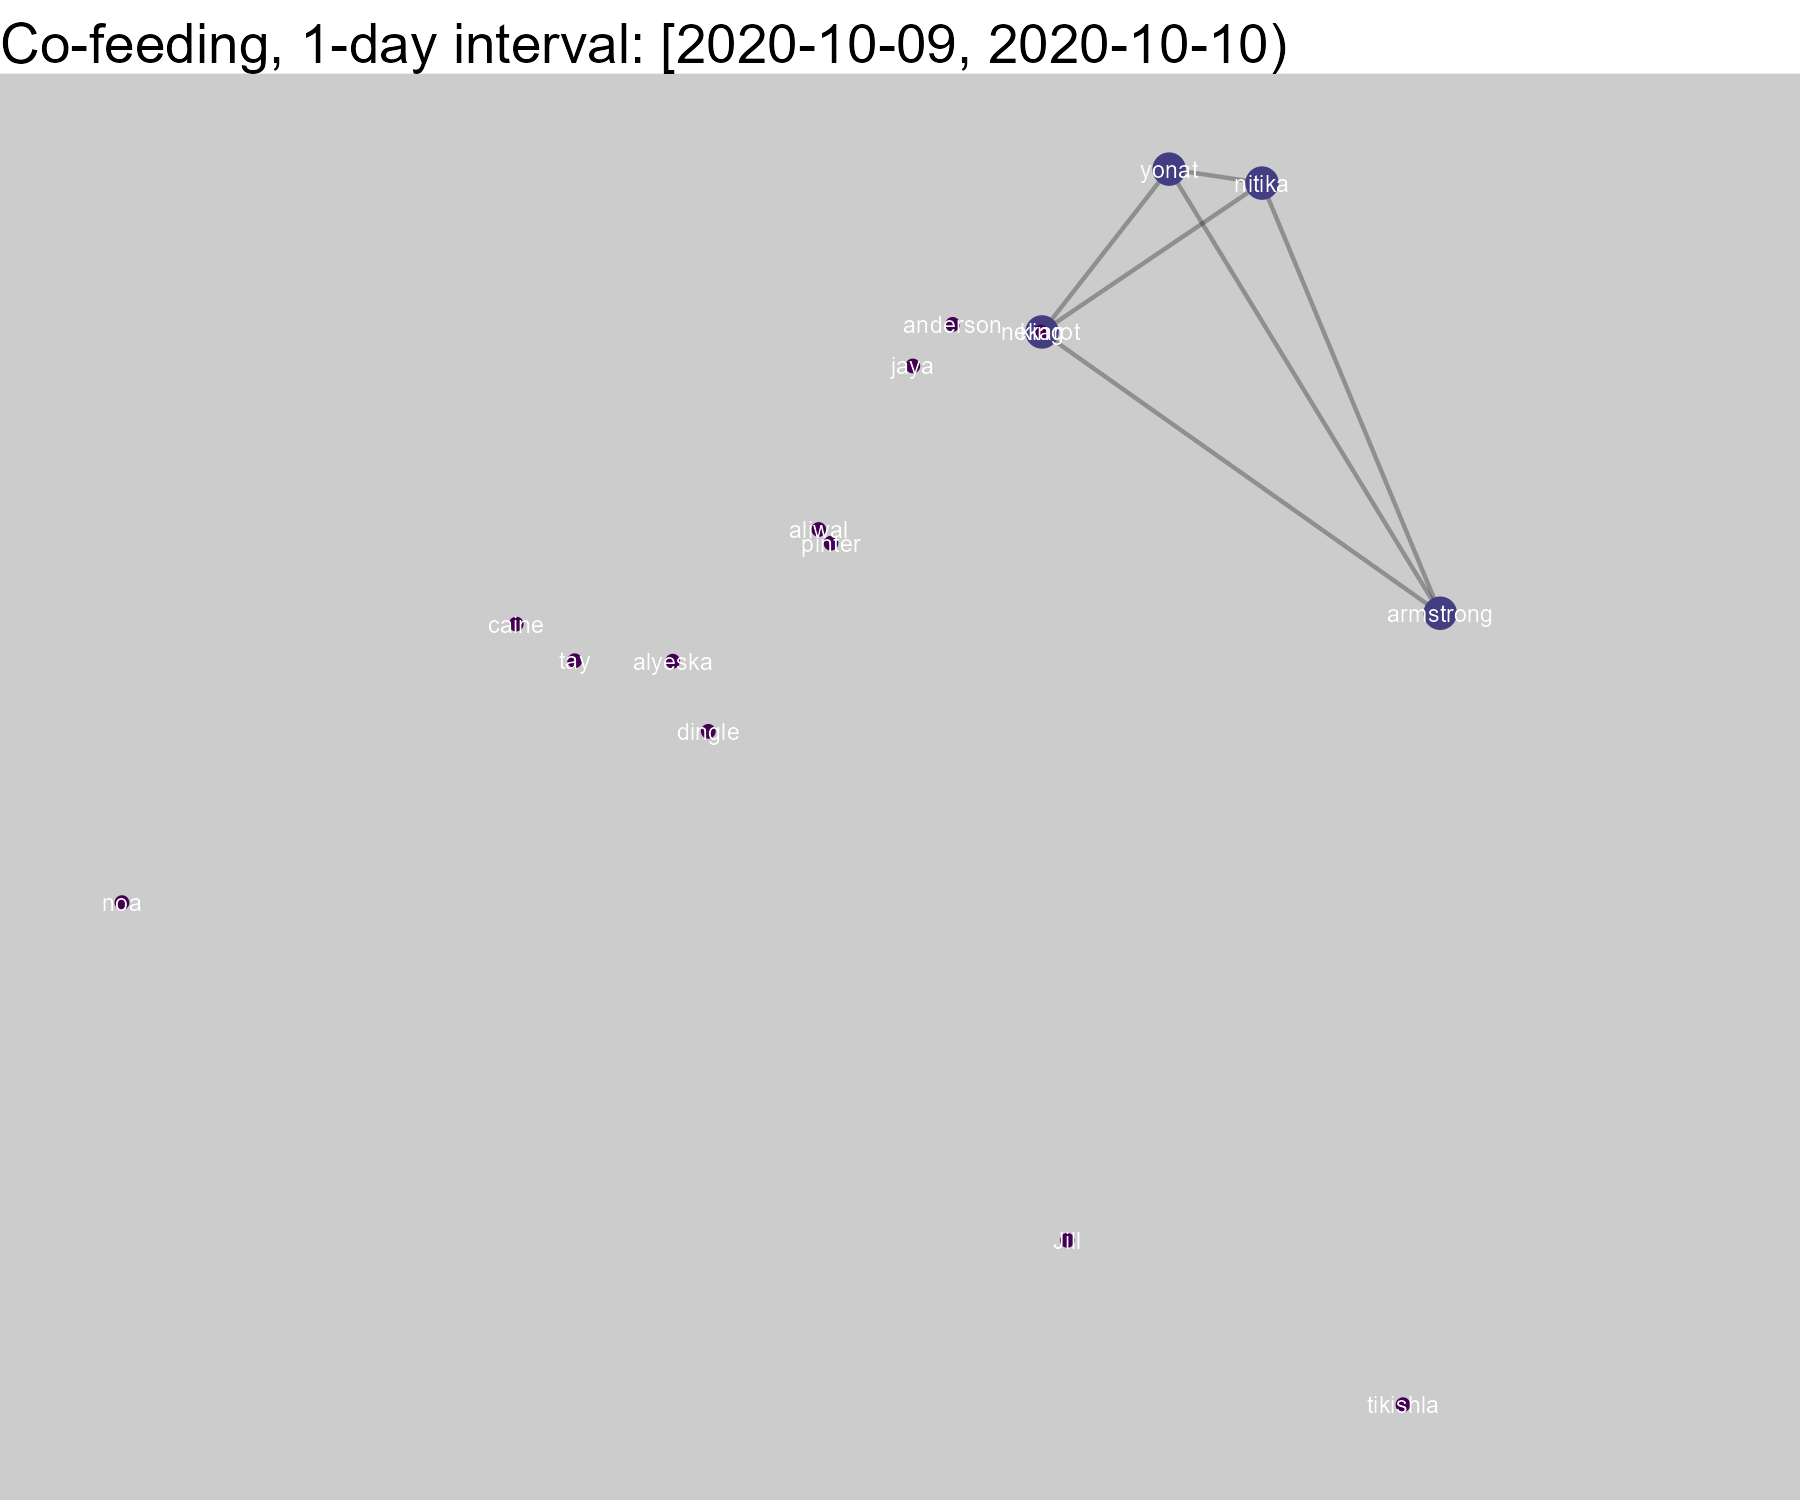 Co-feeding, 1-day interval: [2020-10-09, 2020-10-10)
yonat
nitika
anderson
jaya
aliwal
pinter
armstrong
caine
tay
alyeska
dingle
noa
Jill
tikishla